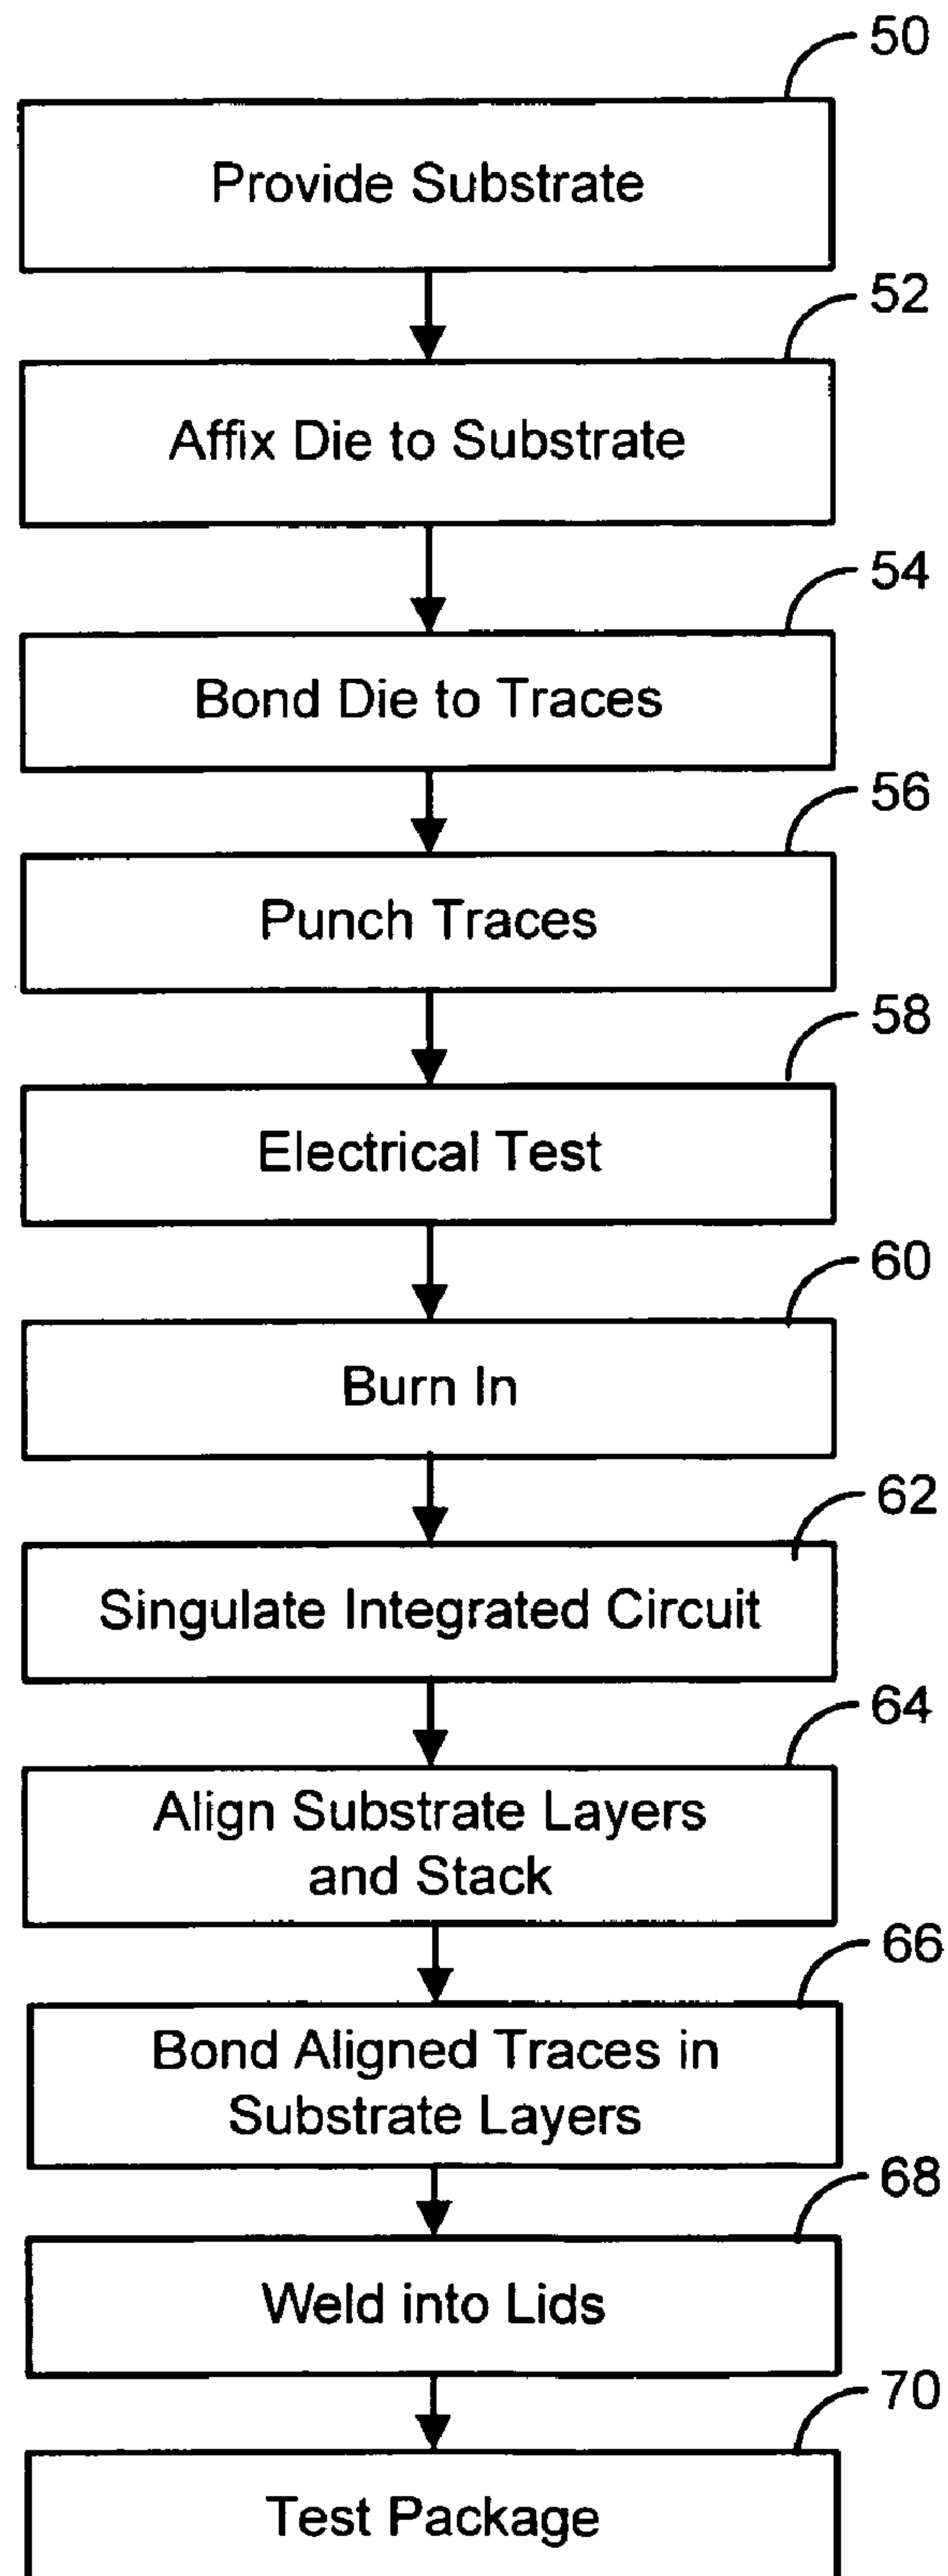 50
Provide Substrate
52
Affix Die to Substrate
54
Bond Die to Traces
56
Punch Traces
58
Electrical Test
60
Burn In
62
Singulate Integrated Circuit
64
Align Substrate Layers
and Stack
66
Bond Aligned Traces in
Substrate Layers
68
Weld into Lids
70
Test Package